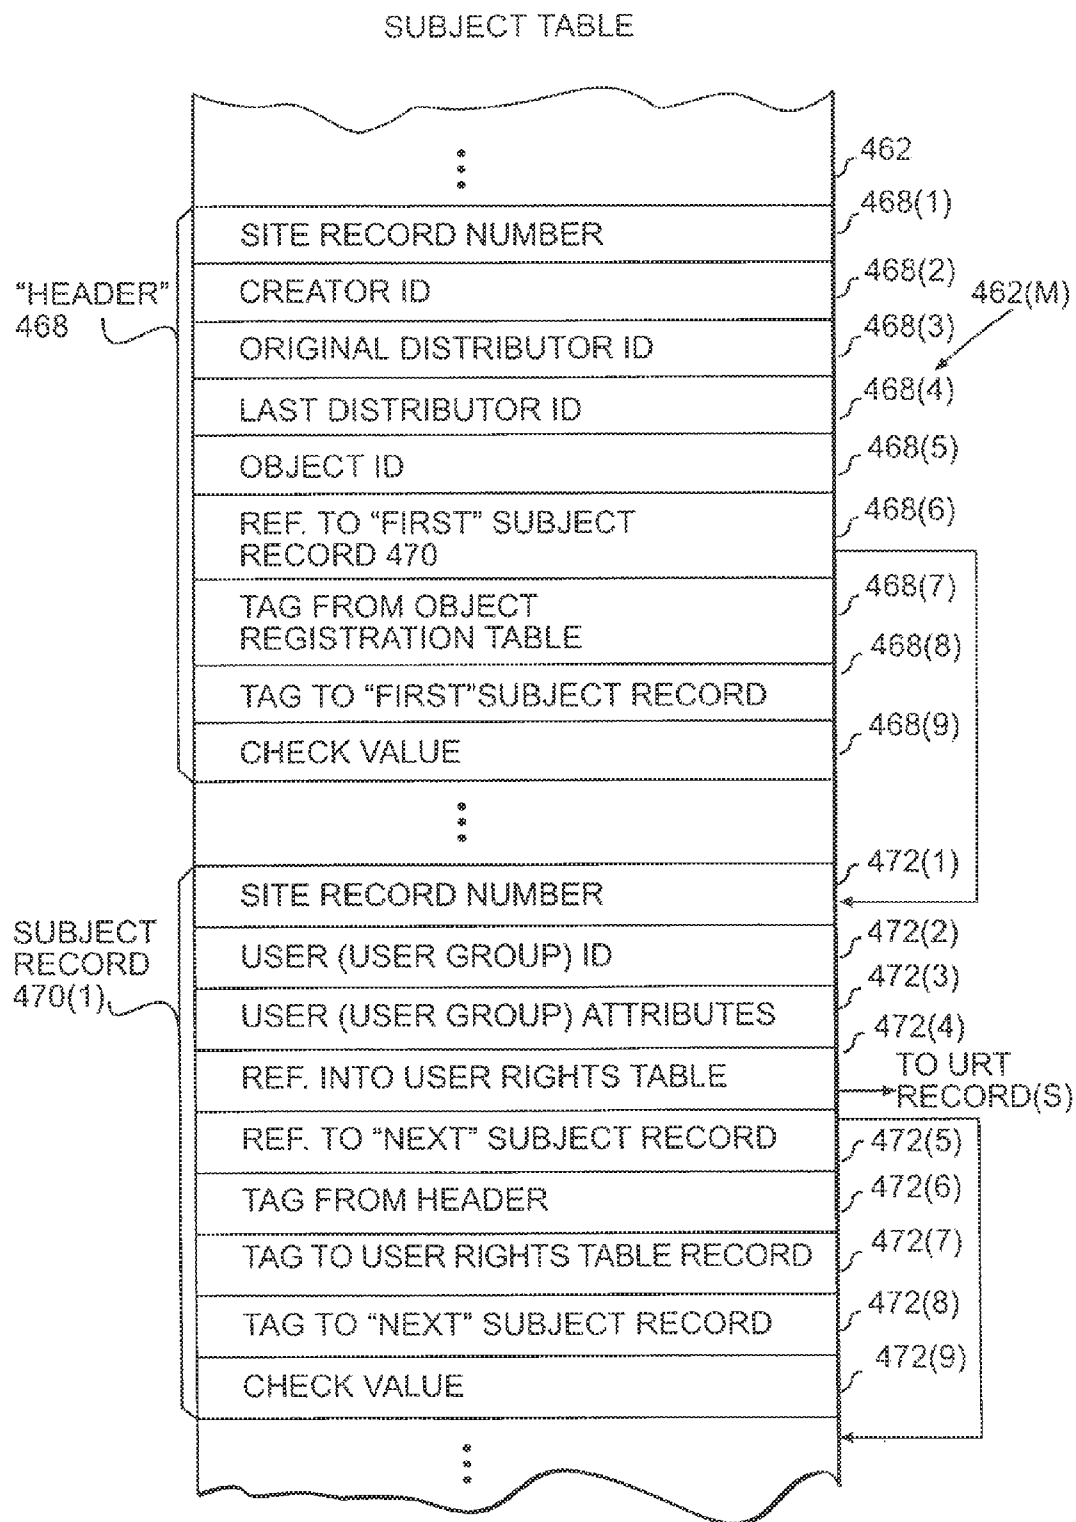 SUBJECT TABLE
462
468(1)
SITE RECORD NUMBER
468(2)
CREATOR ID
462(M)
"HEADER"
468
468(3)
ORIGINAL DISTRIBUTOR ID
468(4)
LAST DISTRIBUTOR ID
468(5)
OBJECT ID
468(6)
REF. TO "FIRST" SUBJECT
RECORD 470
468(7)
TAG FROM OBJECT
REGISTRATION TABLE
468(8)
TAG TO "FIRST"SUBJECT RECORD
468(9)
CHECK VALUE
472(1)
SITE RECORD NUMBER
SUBJECT
RECORD
470(1)
472(2)
USER (USER GROUP) ID
472(3)
USER (USER GROUP) ATTRIBUTES
472(4)
REF. INTO USER RIGHTS TABLE
TO URT
RECORD(S)
REF. TO "NEXT" SUBJECT RECORD
472(5)
TAG FROM HEADER
472(6)
TAG TO USER RIGHTS TABLE RECORD
472(7)
472(8)
TAG TO "NEXT" SUBJECT RECORD
472(9)
CHECK VALUE